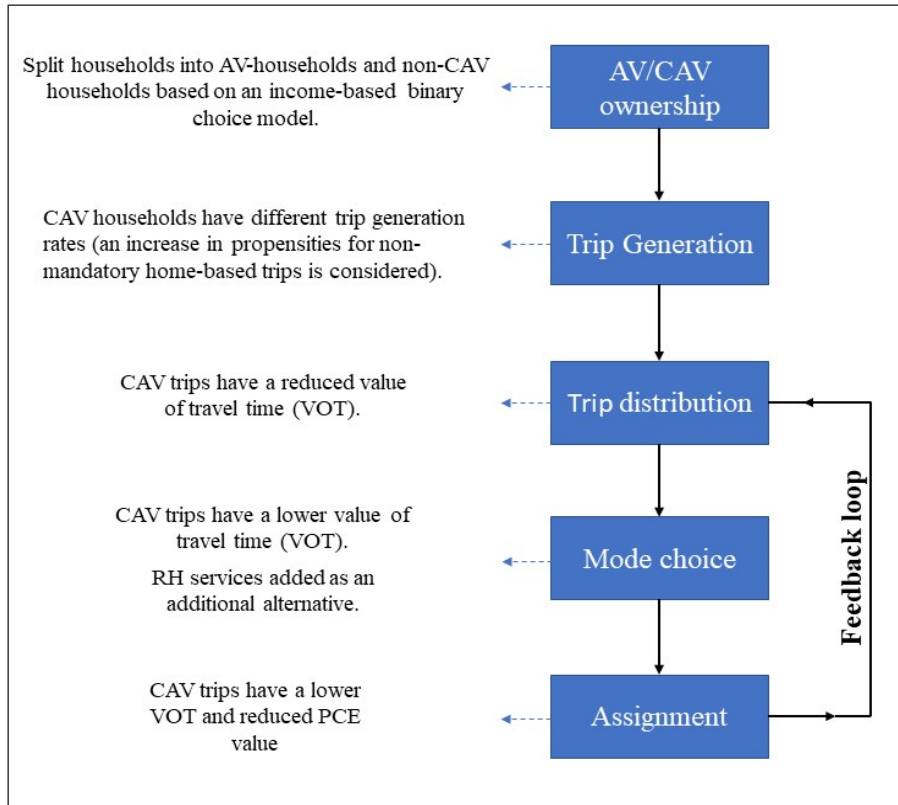 Split households into AV-households and non-CAV
households based on an income-based binary
choice model.
AV/CAV
ownership
CAV households have different trip generation
rates (an increase in propensities for non-
mandatory home-based trips is considered).
Trip Generation
CAV trips have a reduced value
of travel time (VOT).
Trip distribution
CAV trips have a lower value of
travel time (VOT).
RH services added as an
additional alternative.
Mode choice
Feedback loop
CAV trips have a lower
VOT and reduced PCE
value
Assignment